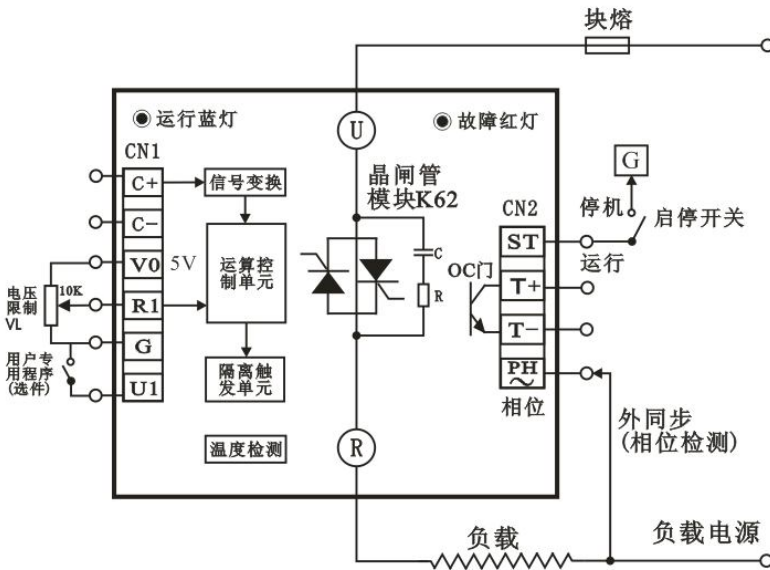 块熔
运行蓝灯
U
故障红灯
CN1
G
C+
信号变换
晶闸管
模块K62
CN2
停机
启停开关
C-
ST
运行
V0
5V
运算控
制单元
C
OC门
T+
电压
限制
VL
10K
R1
R
T-
用户专
用程序
(选件)
G
隔离触
发单元
PH
～
U1
相位
外同步
(相位检测)
温度检测
R
负载
负载电源